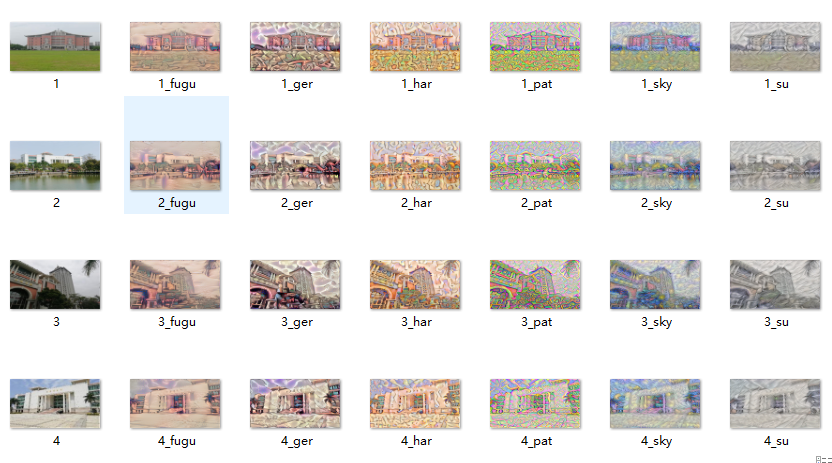 1 1_fugu 1_ger 1_har 1_pat 1_sky 1_su
2 2_fugu 2_ger 2_har 2_pat 2_sky 2_su
3 3_fugu 3_ger 3_har 3_pat 3_sky 3_su
4 4_fugu 4_ger 4_har 4_pat 4_sky 4_su